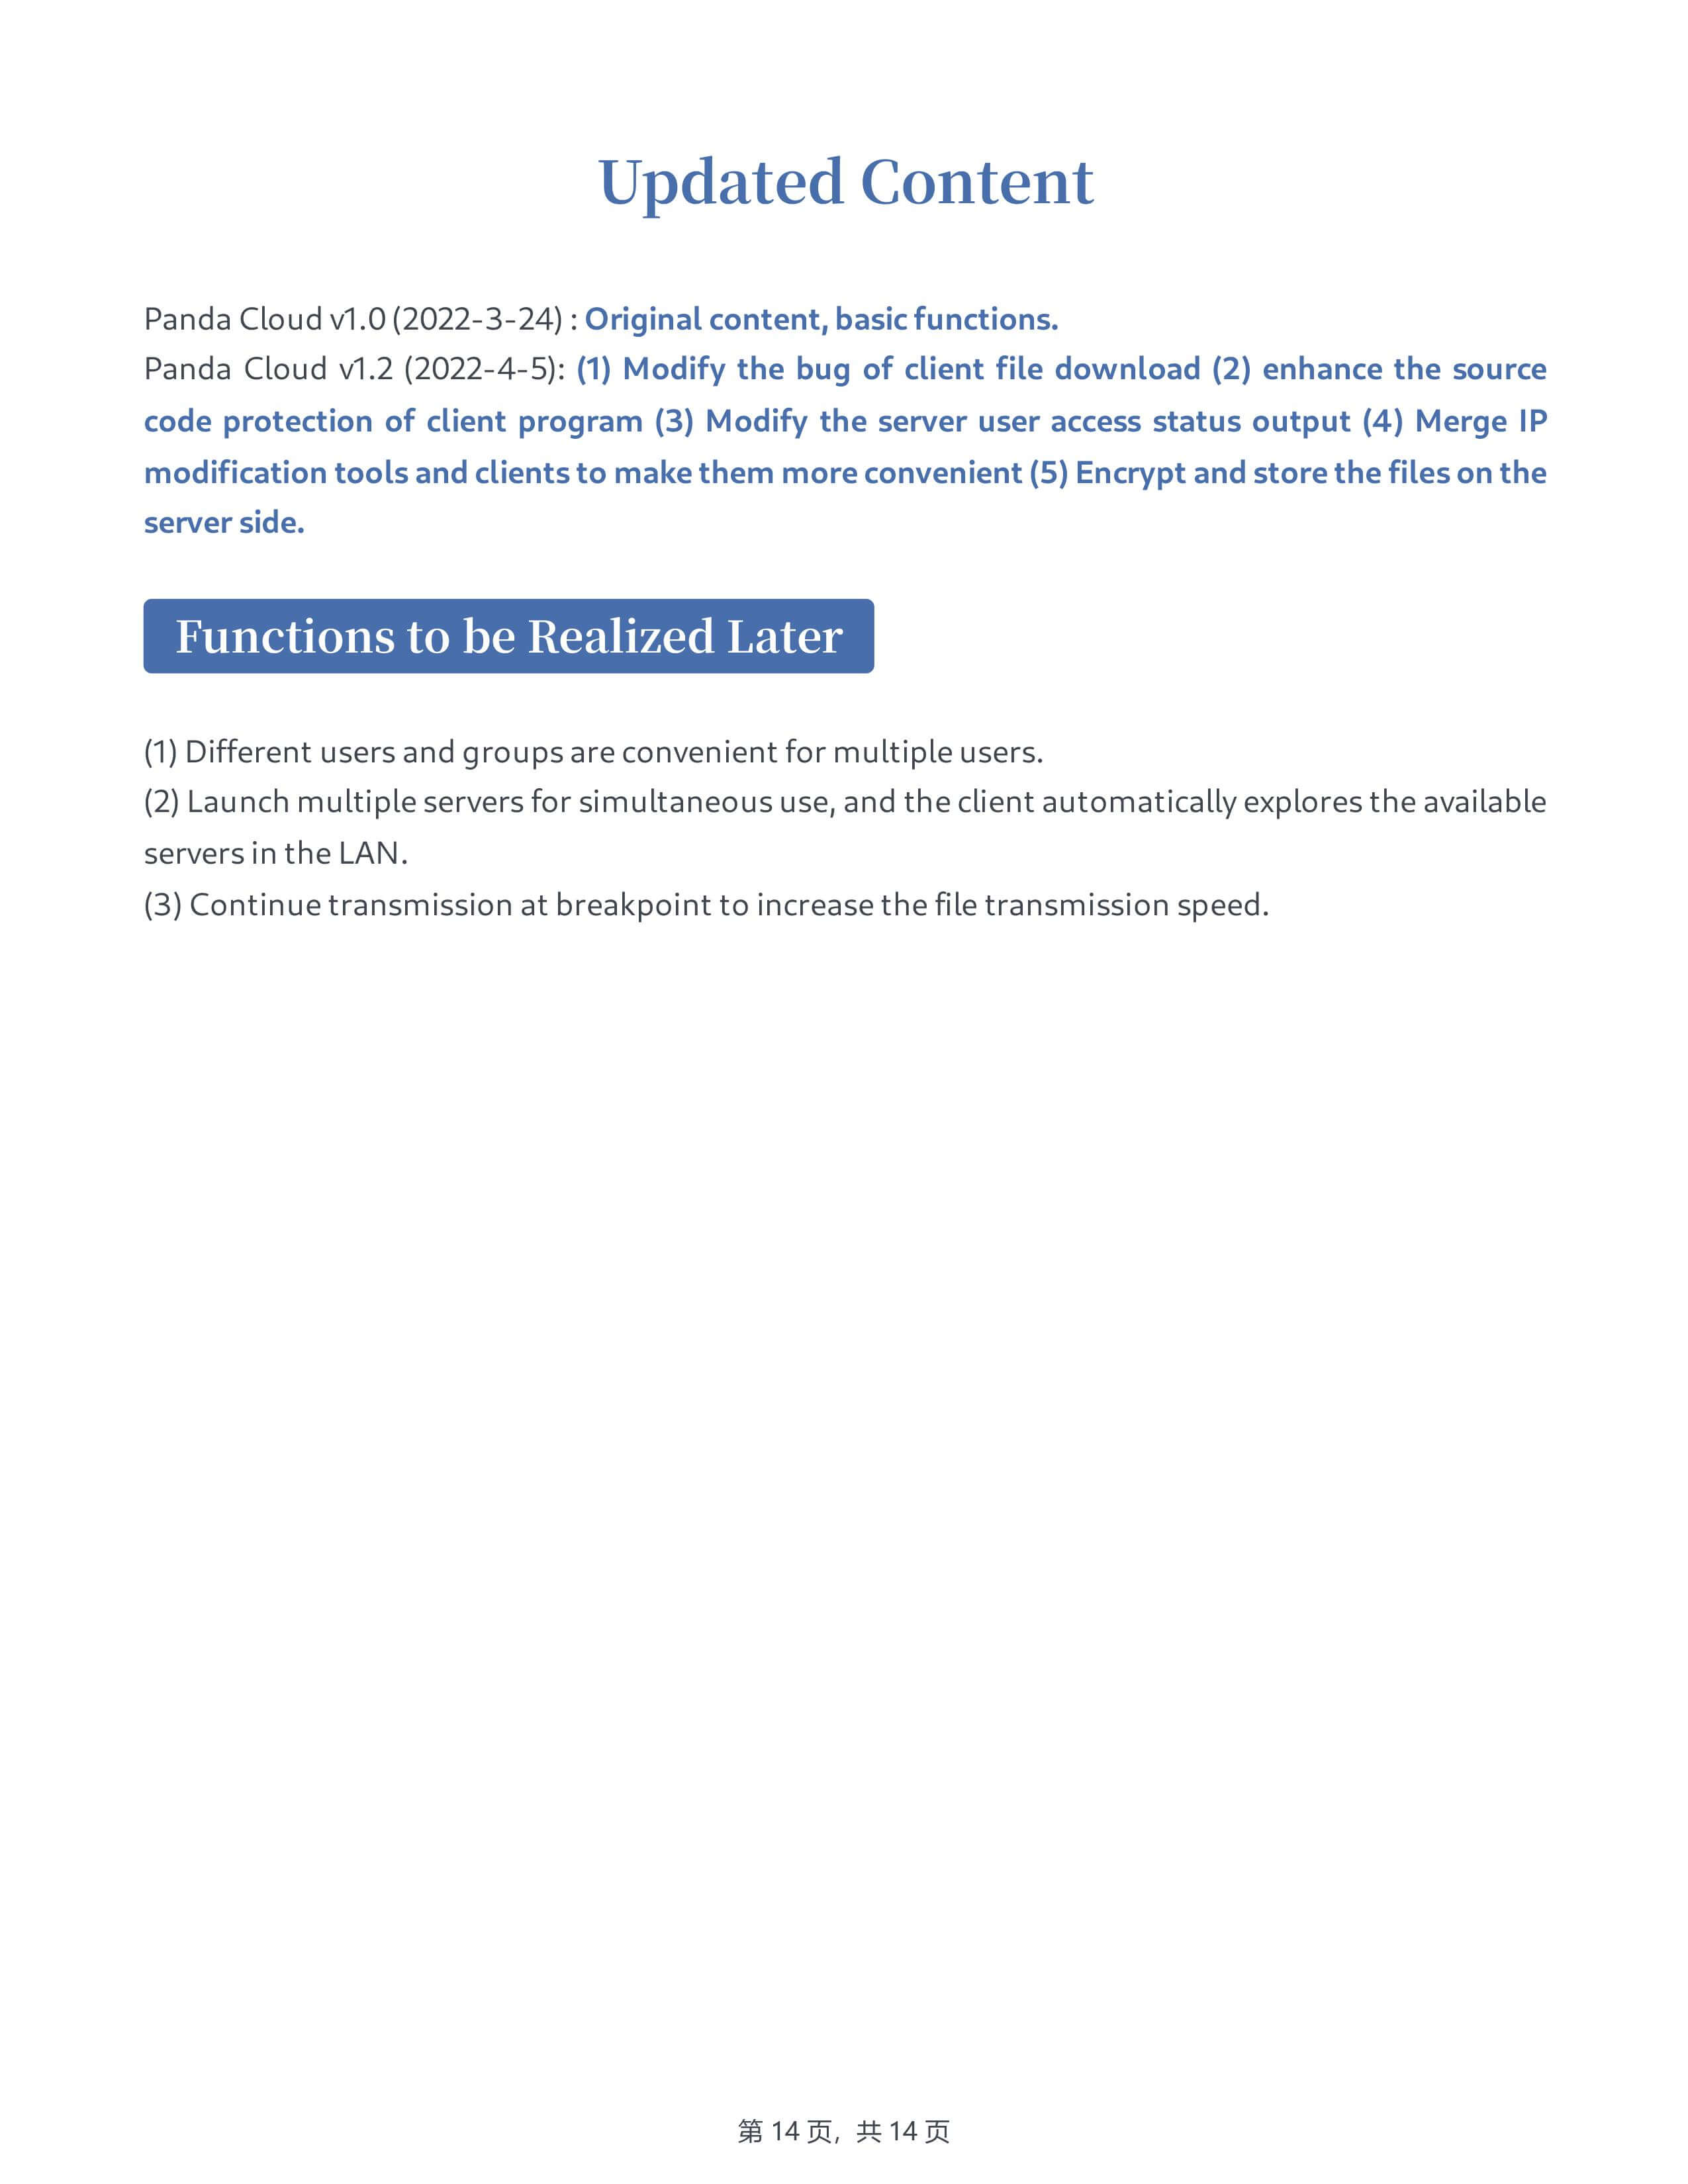 Updated Content
Panda Cloud v1.0 (2022-3-24) : Original content, basic functions.
Panda Cloud v1.2 (2022-4-5): (1) Modify the bug of client file download (2) enhance the source
code protection of client program (3) Modify the server user access status output (4) Merge IP
modification tools and clients to make them more convenient (5) Encrypt and store the files on the
server side.
Functions to be Realized Later
(1) Different users and groups are convenient for multiple users.
(2) Launch multiple servers for simultaneous use, and the client automatically explores the available
servers in the LAN.
(3) Continue transmission at breakpoint to increase the file transmission speed.
第 14 页，共 14 页